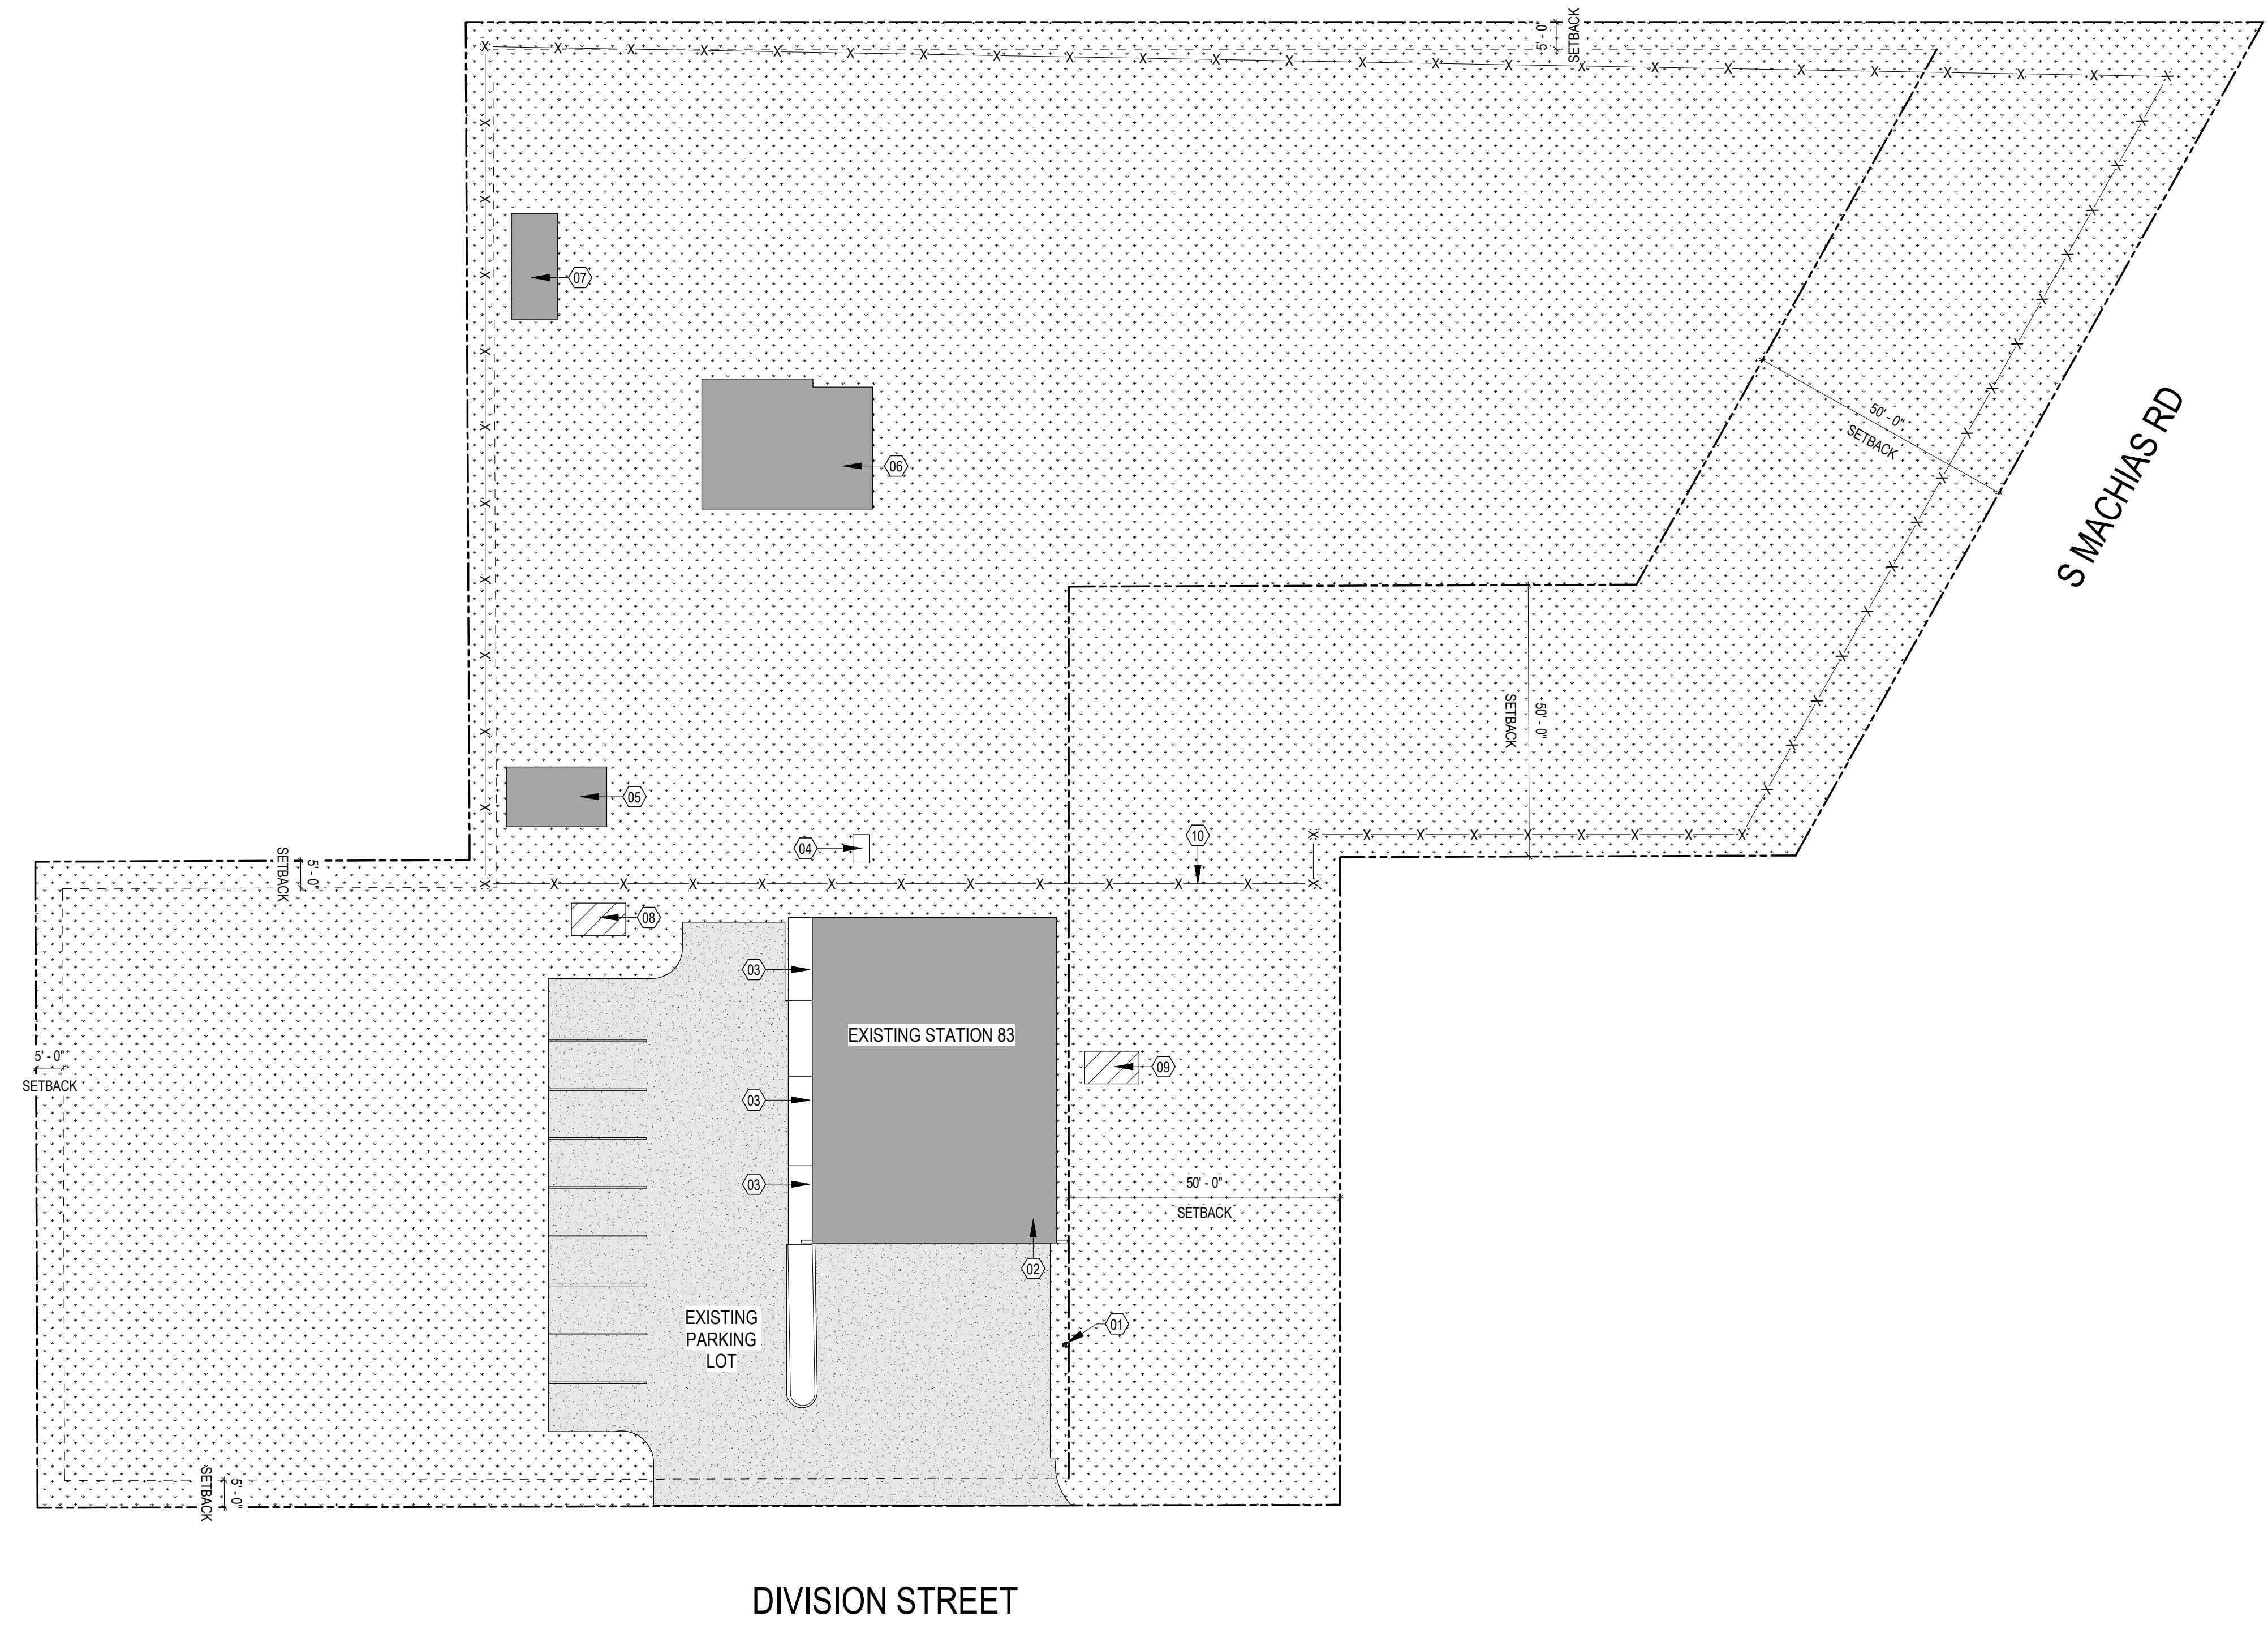 5' - 0"
SETBACK
07
50' - 0"
SETBACK
S MACHIAS RD
06
SETBACK
50' - 0"
05
04
10
SETBACK
5' - 0"
08
03
EXISTING STATION 83
5' - 0"
SETBACK
09
03
03
50' - 0"
SETBACK
02
EXISTING
PARKING
LOT
01
SETBACK
5' - 0"
DIVISION STREET